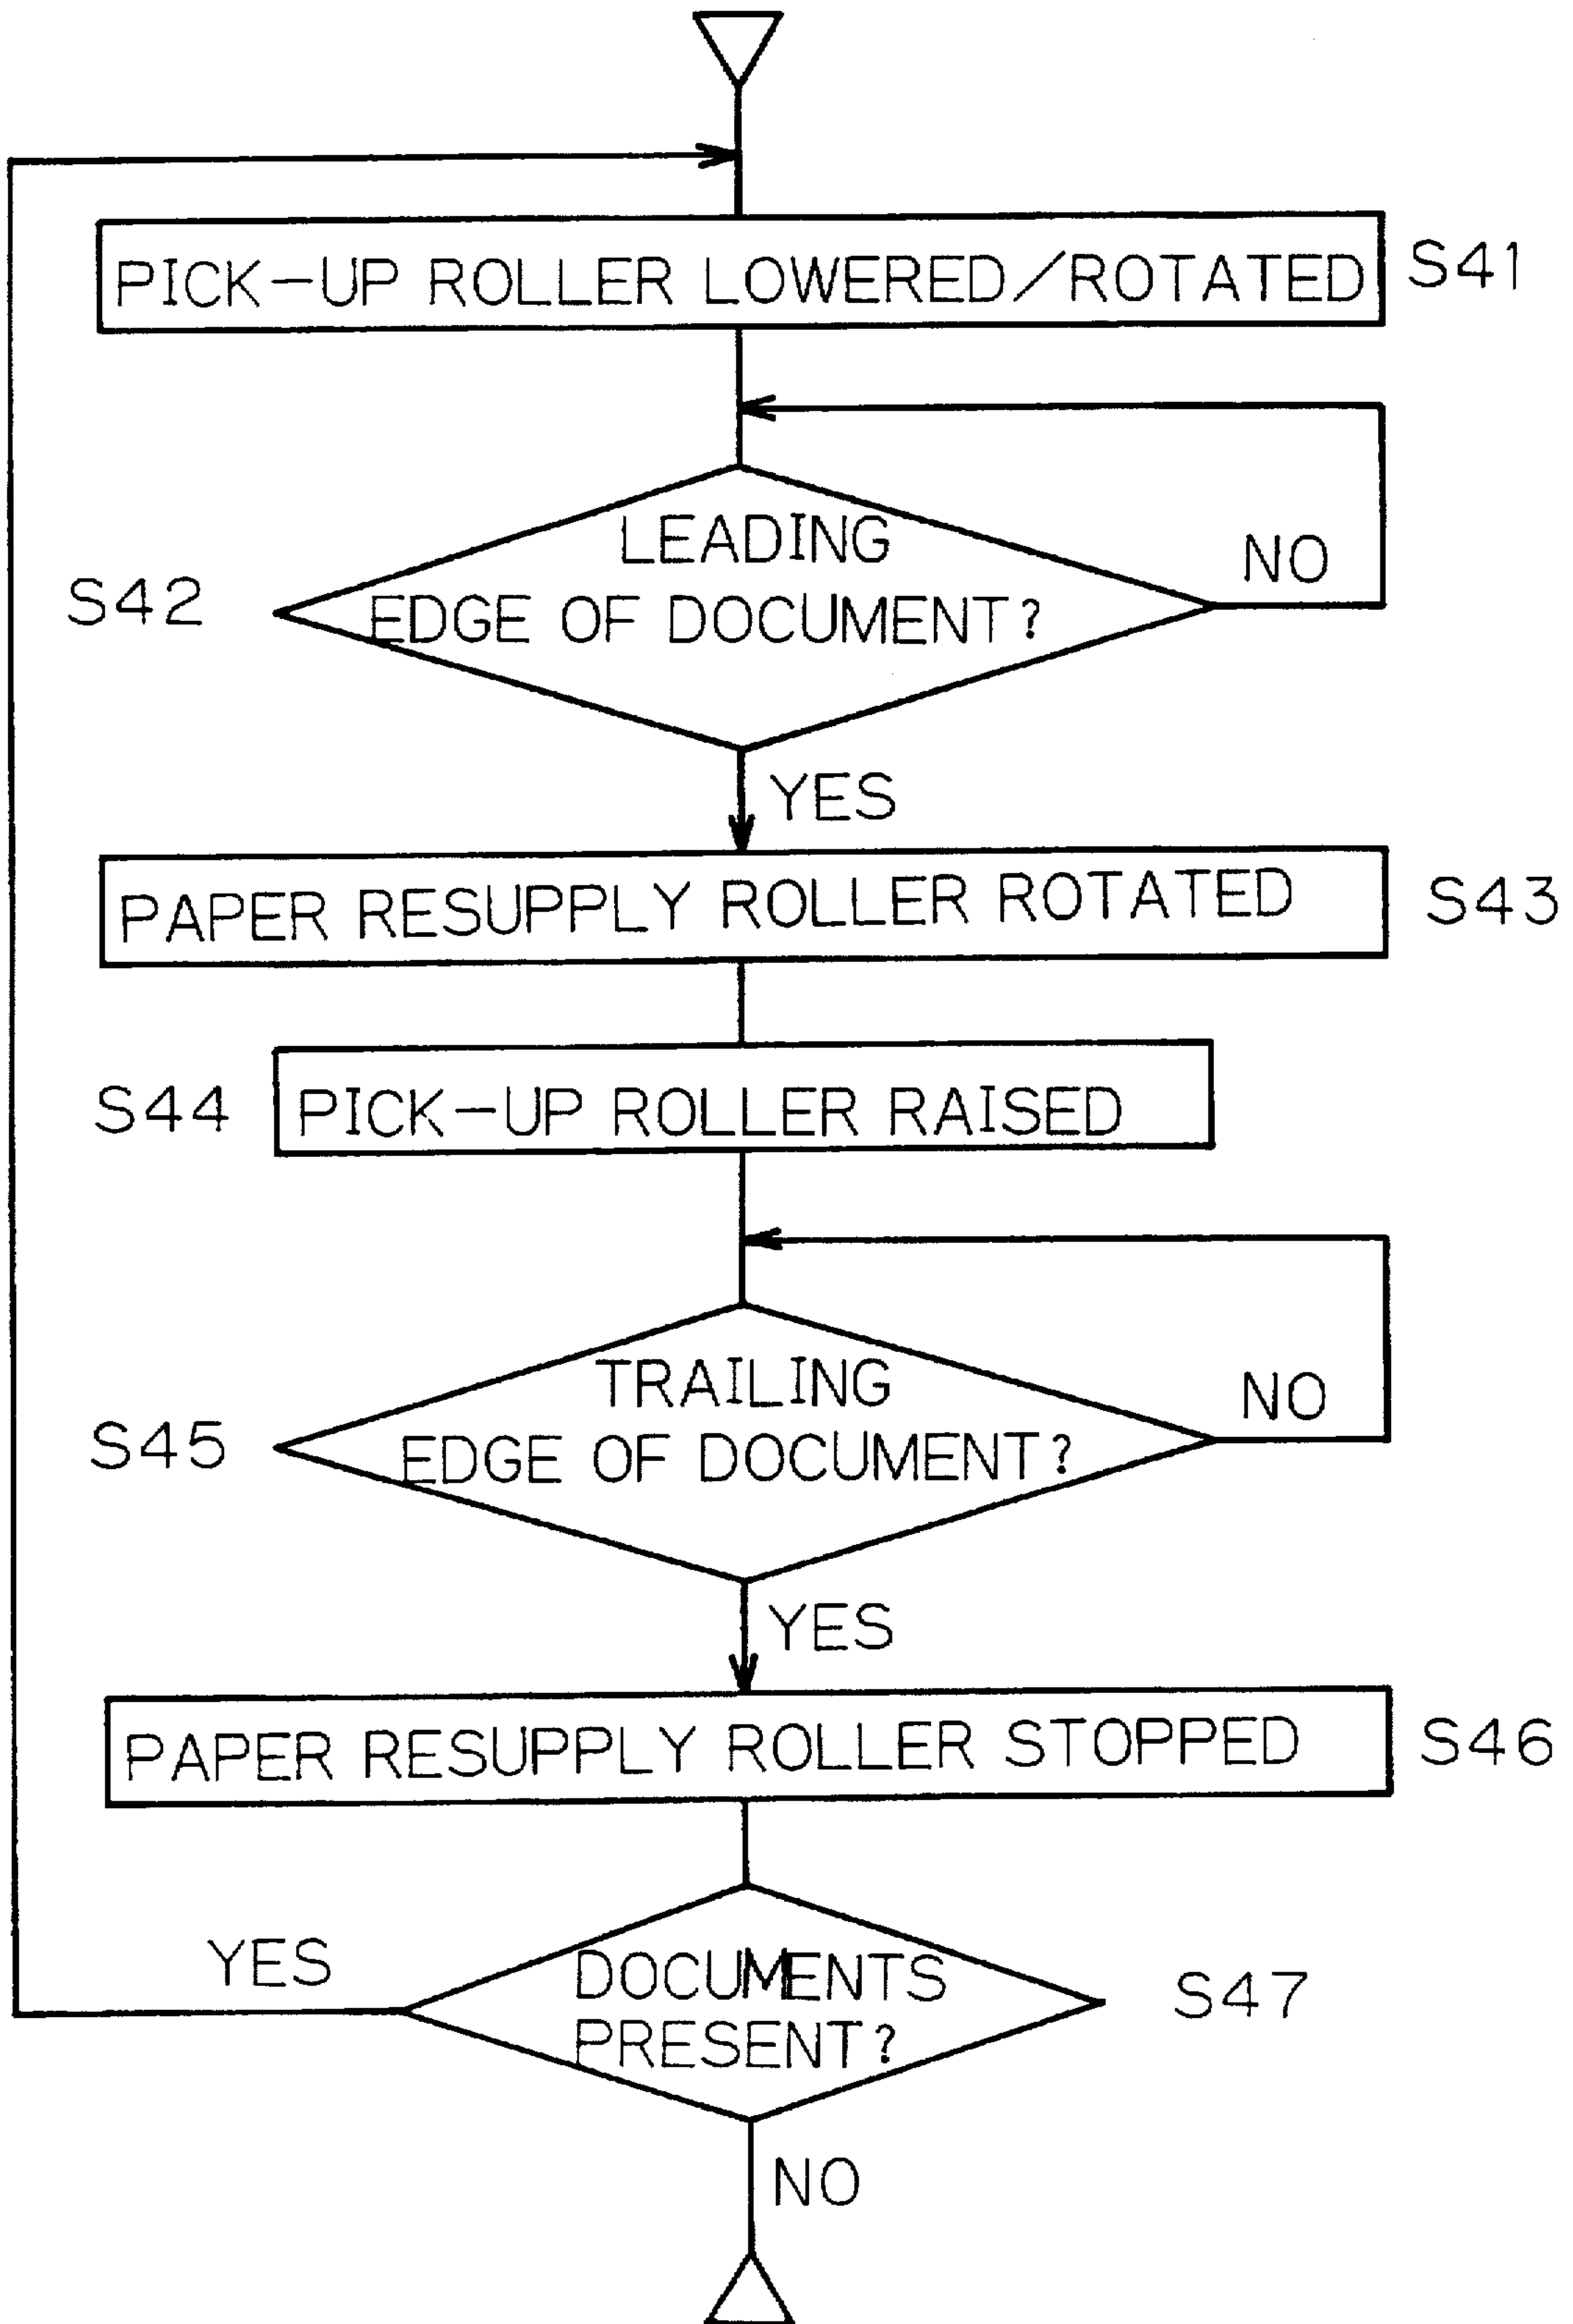 PICK-UP ROLLER LOWERED/ROTATED S41
LEADING
NO
S42 EDGE OF DOCUMENT?
YES
PAPER RESUPPLY ROLLER ROTATED S43
S44 PICK-UP ROLLER RAISED
TRAILING
NO
S45 EDGE OF DOCUMENT?
YES
PAPER RESUPPLY ROLLER STOPPED S46
YES DOCUMENTS S47
PRESENT?
NO